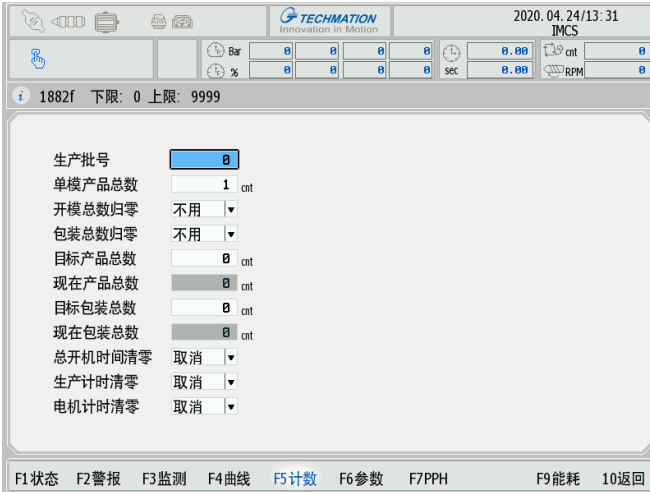 TECHMATION
Innovation in Motion
2020.04.24/13:31
IMCS
Bar 0 0 0 0 0.00 cnt 0
% 0 0 0 0 sec 0.00 RPM 0
i 1882f 下限: 0 上限: 9999
生产批号 0
单模产品总数 1 cnt
开模总数归零 不用
包装总数归零 不用
目标产品总数 0 cnt
现在产品总数 0 cnt
目标包装总数 0 cnt
现在包装总数 0 cnt
总开机时间清零 取消
生产计时清零 取消
电机计时清零 取消
F1状态 F2警报 F3监测 F4曲线 F5计数 F6参数 F7PPH F9能耗 10返回